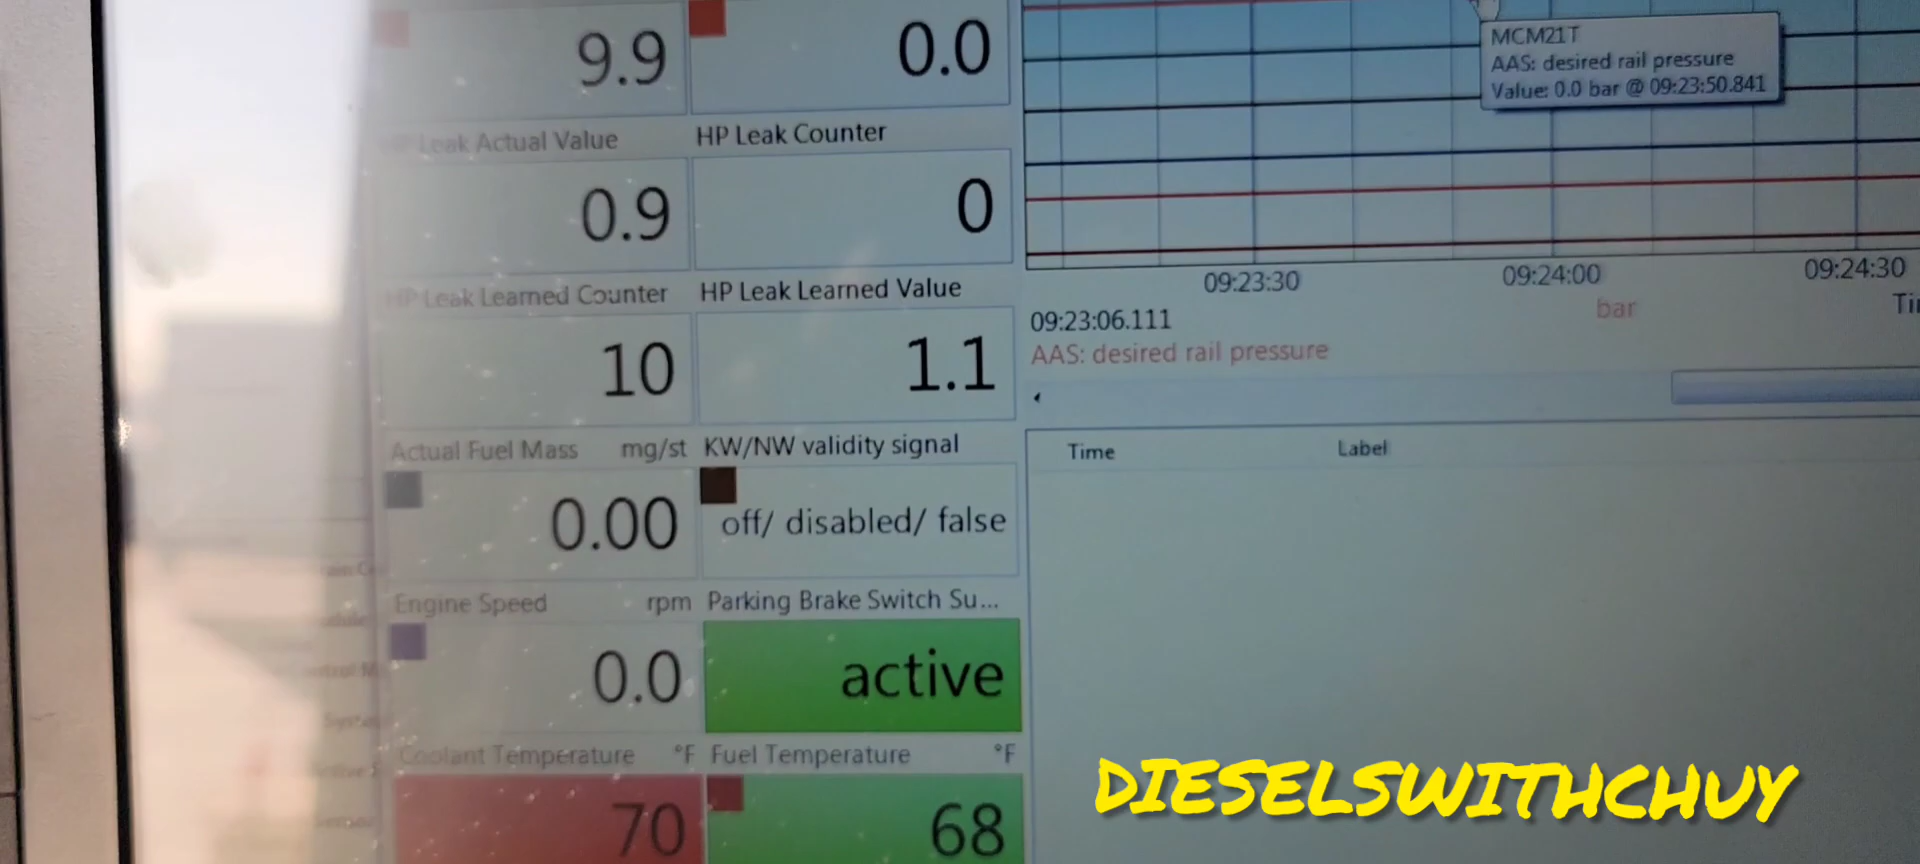 9.9 0.0
HP Leak Actual Value HP Leak Counter
0.9 0
HP Leak Learned Counter HP Leak Learned Value
10 1.1
Actual Fuel Mass mg/st KW/NW validity signal
0.00 off/ disabled/ false
Engine Speed rpm Parking Brake Switch Su...
0.0 active
Coolant Temperature °F Fuel Temperature °F
70 68
MCM21T
AAS: desired rail pressure
Value: 0.0 bar @ 09:23:50.841
09:23:30 09:24:00 09:24:30
bar
09:23:06.111
AAS: desired rail pressure
Time Label
DIESELSWITHCHUY